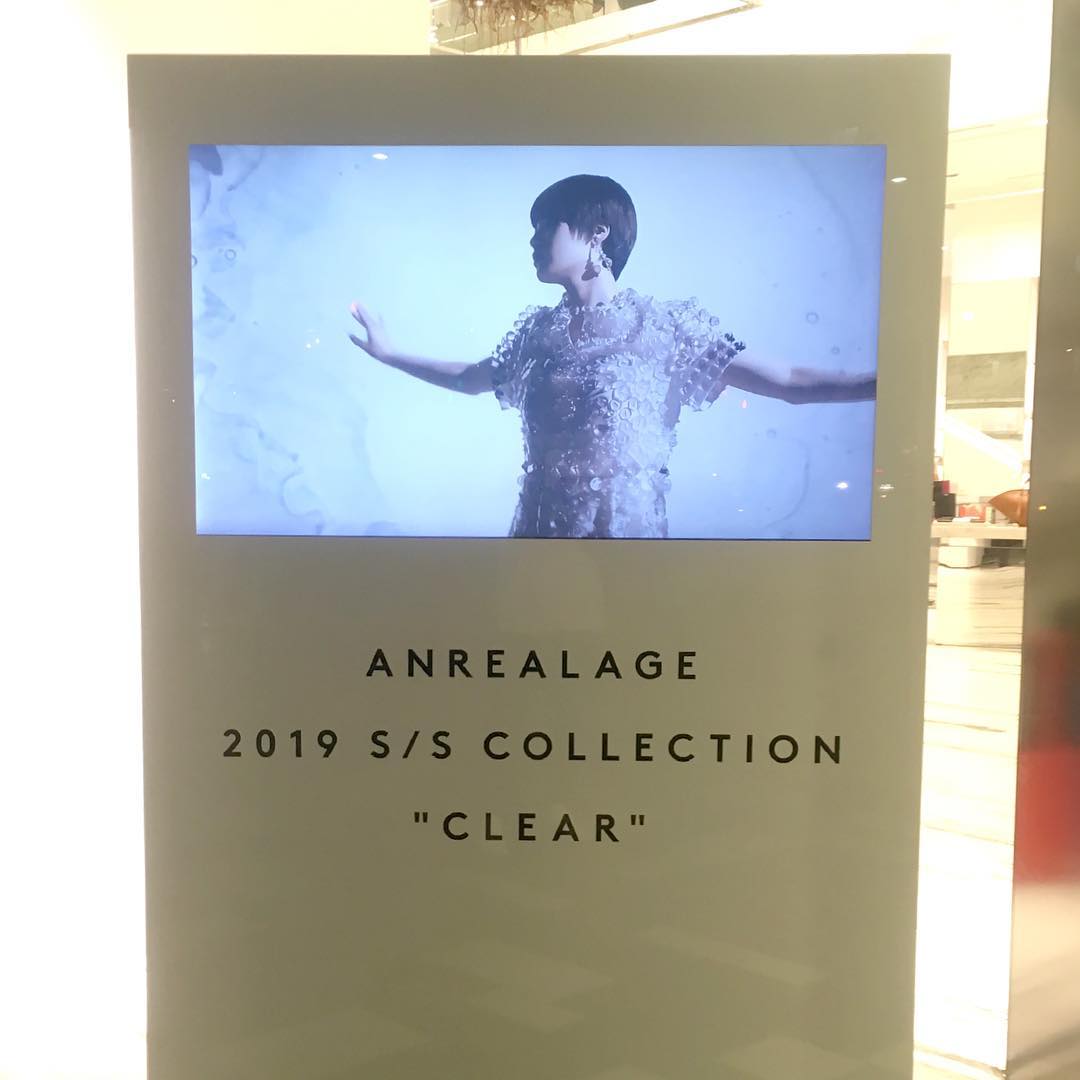 ANREALAGE
2019 S/S COLLECTION
"CLEAR"